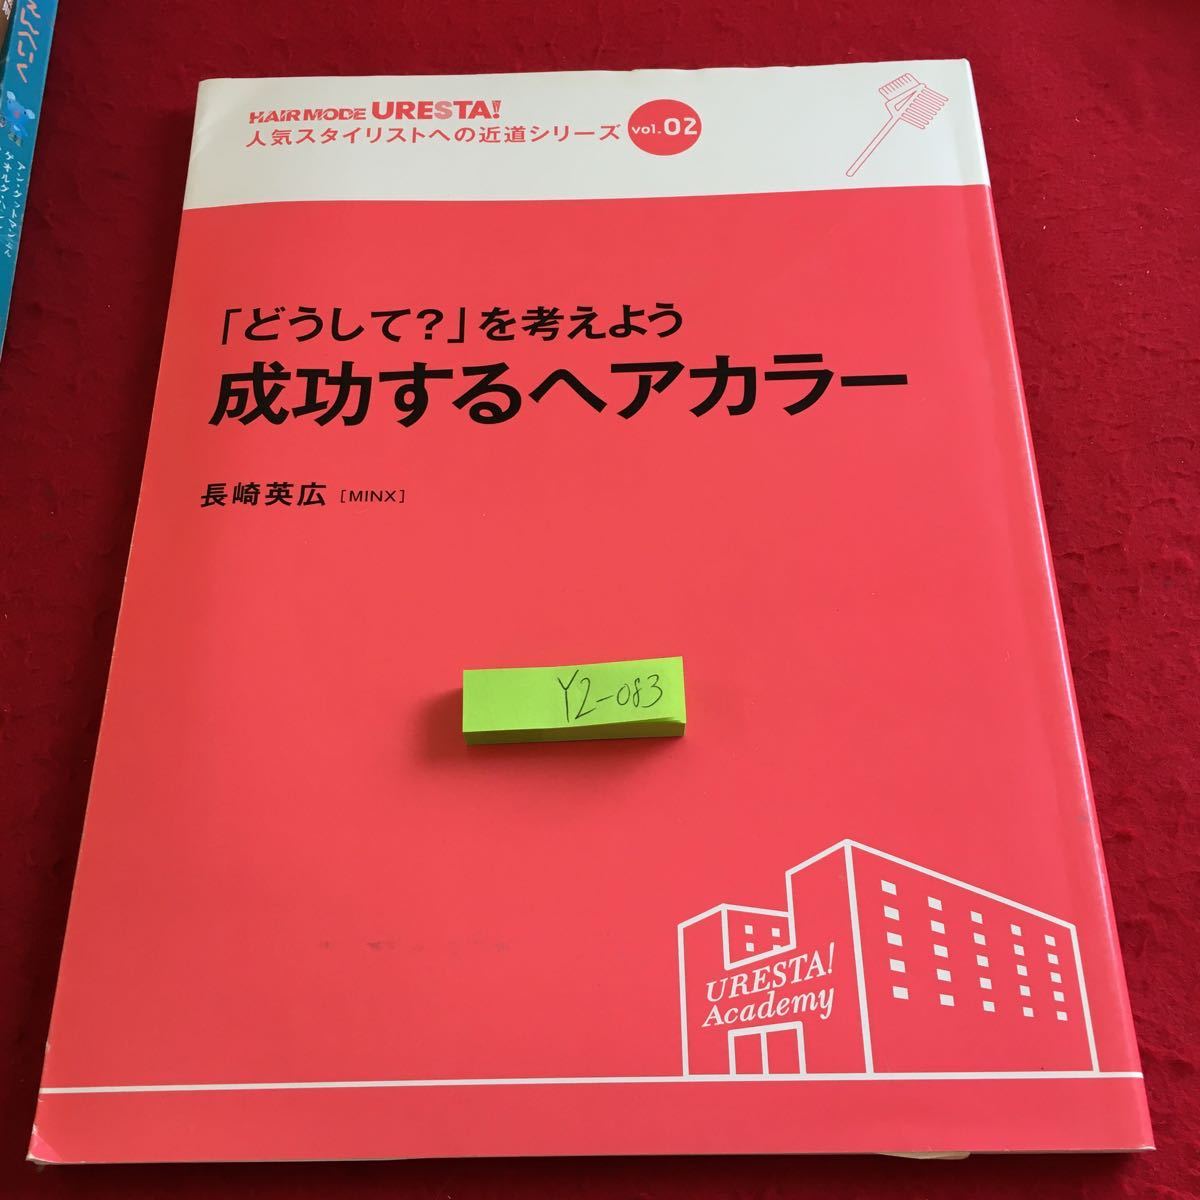 HAIR MODE URESTA!
人気スタイリストへの近道シリーズ vol.02
「どうして?」を考えよう
成功するヘアカラー
長崎英広 [MINX]
Y2-083
URESTA!
Academy